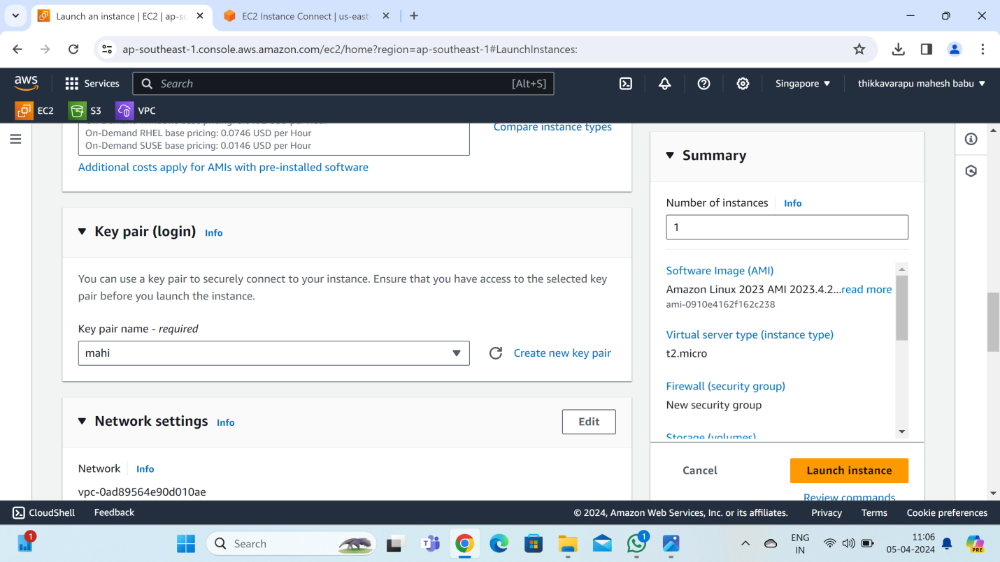 Launch an instance | EC2 | ap-so
EC2 Instance Connect | us-east-
ap-southeast-1.console.aws.amazon.com/ec2/home?region=ap-southeast-1#LaunchInstances:
aws
Services
Search
[Alt+S]
Singapore
thikkavarapu mahesh babu
EC2
S3
VPC
On-Demand RHEL base pricing: 0.0746 USD per Hour
On-Demand SUSE base pricing: 0.0146 USD per Hour
Compare instance types
Additional costs apply for AMIs with pre-installed software
Key pair (login) Info
You can use a key pair to securely connect to your instance. Ensure that you have access to the selected key
pair before you launch the instance.
Key pair name - required
mahi
Create new key pair
Network settings Info
Edit
Network Info
vpc-0ad89564e90d010ae
Summary
Number of instances Info
1
Software Image (AMI)
Amazon Linux 2023 AMI 2023.4.2...read more
ami-0910e4162f162c238
Virtual server type (instance type)
t2.micro
Firewall (security group)
New security group
Storage (volumes)
Cancel
Launch instance
Review commands
CloudShell
Feedback
© 2024, Amazon Web Services, Inc. or its affiliates.
Privacy
Terms
Cookie preferences
1
Search
1
ENG
IN
11:06
05-04-2024
PRE